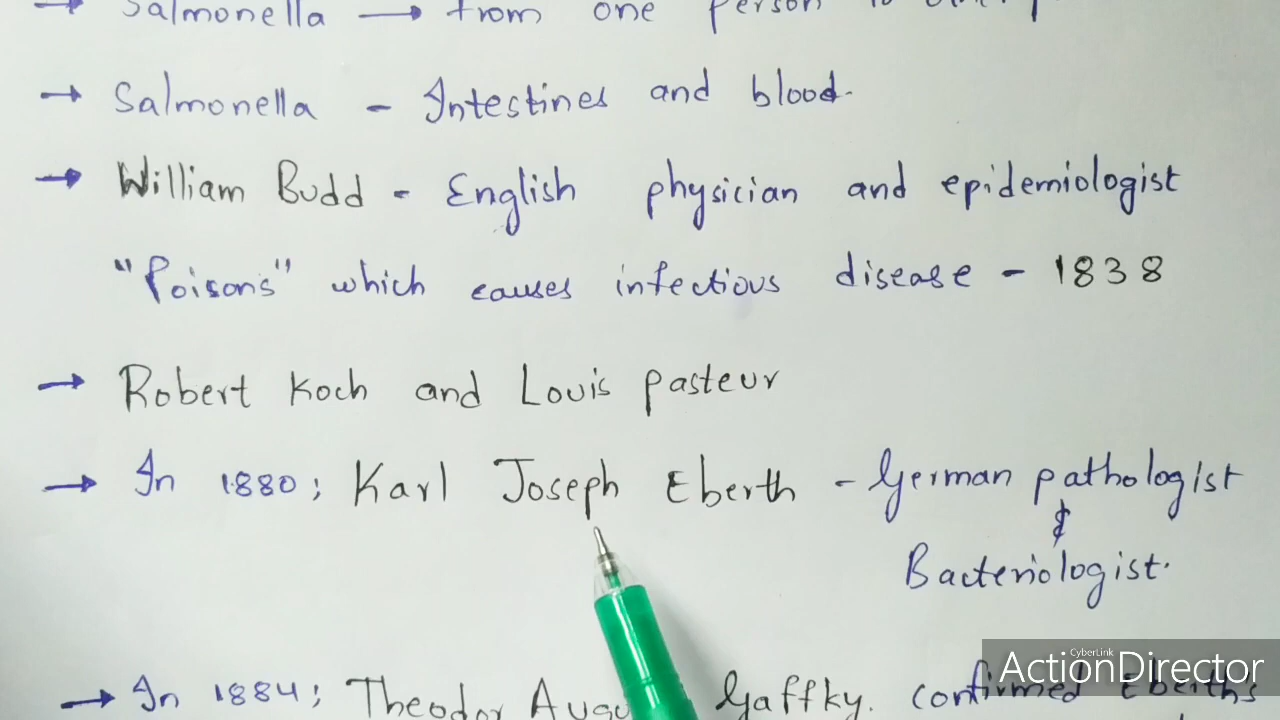 → Salmonella → from one person to
→ Salmonella - Intestines and blood.
→ William Budd - English physician and epidemiologist
"Poisons" which causes infectious disease - 1838
→ Robert Koch and Louis Pasteur
→ In 1880; Karl Joseph Eberth - German pathologist
&
Bacteriologist.
→ In 1884; Theodor Gaffky. confirmed Eberths
CyberLink
ActionDirector